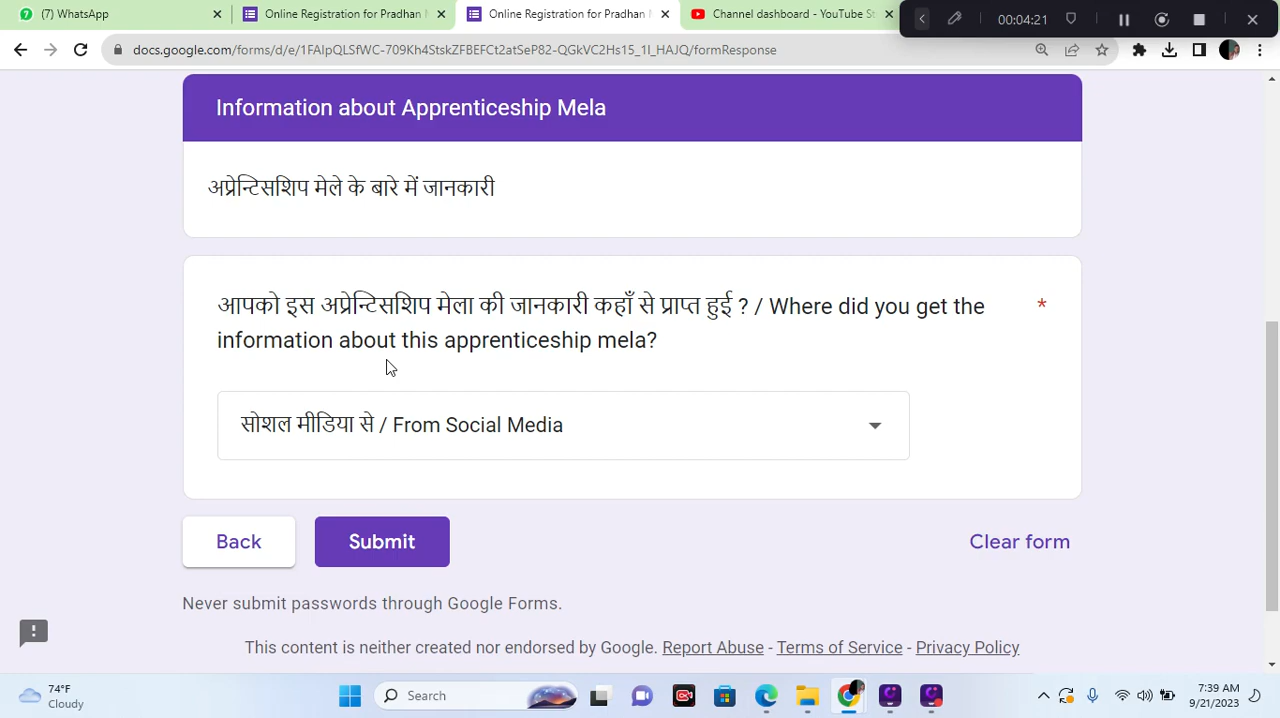 (7) WhatsApp
Online Registration for Pradhan M
Online Registration for Pradhan M
Channel dashboard - YouTube St
00:04:21
docs.google.com/forms/d/e/1FAIpQLSfWC-709Kh4StskZFBEFCt2atSeP82-QGkVC2Hs15_1I_HAJQ/formResponse
Information about Apprenticeship Mela
अप्रेन्टिसशिप मेले के बारे में जानकारी
आपको इस अप्रेन्टिसशिप मेला की जानकारी कहाँ से प्राप्त हुई ? / Where did you get the *
information about this apprenticeship mela?
सोशल मीडिया से / From Social Media
Back
Submit
Clear form
Never submit passwords through Google Forms.
This content is neither created nor endorsed by Google. Report Abuse - Terms of Service - Privacy Policy
74°F
Cloudy
Search
7:39 AM
9/21/2023